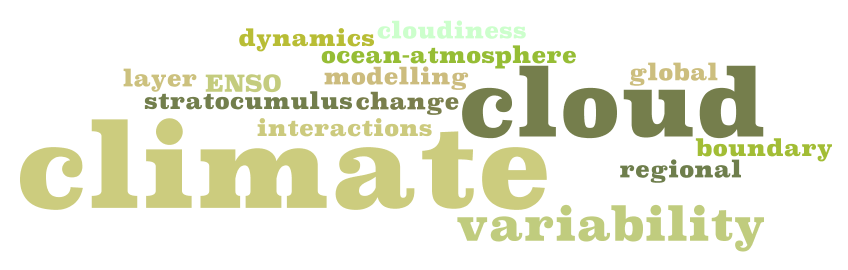 dynamics cloudiness
ocean-atmosphere
layer ENSO modelling global
stratocumulus change cloud
interactions
climate boundary
regional
variability